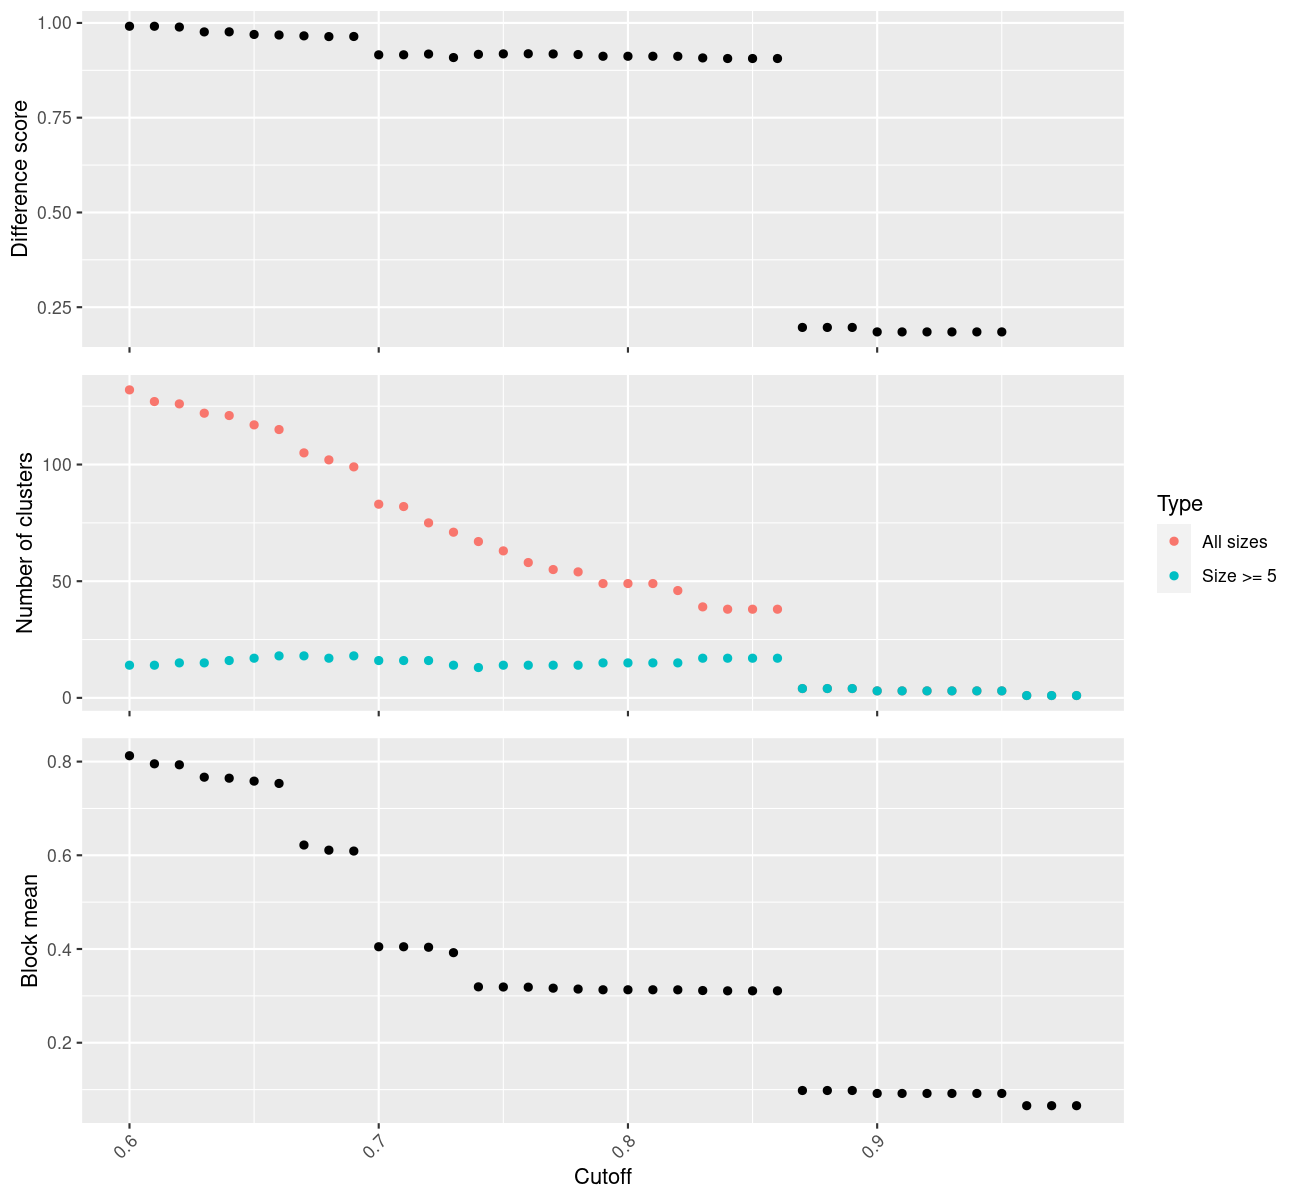 Difference score
1.00
0.75
0.50
0.25
Number of clusters
100
50
0
Type
All sizes
Size >= 5
Block mean
0.8
0.6
0.4
0.2
0.6
0.7
0.8
0.9
Cutoff